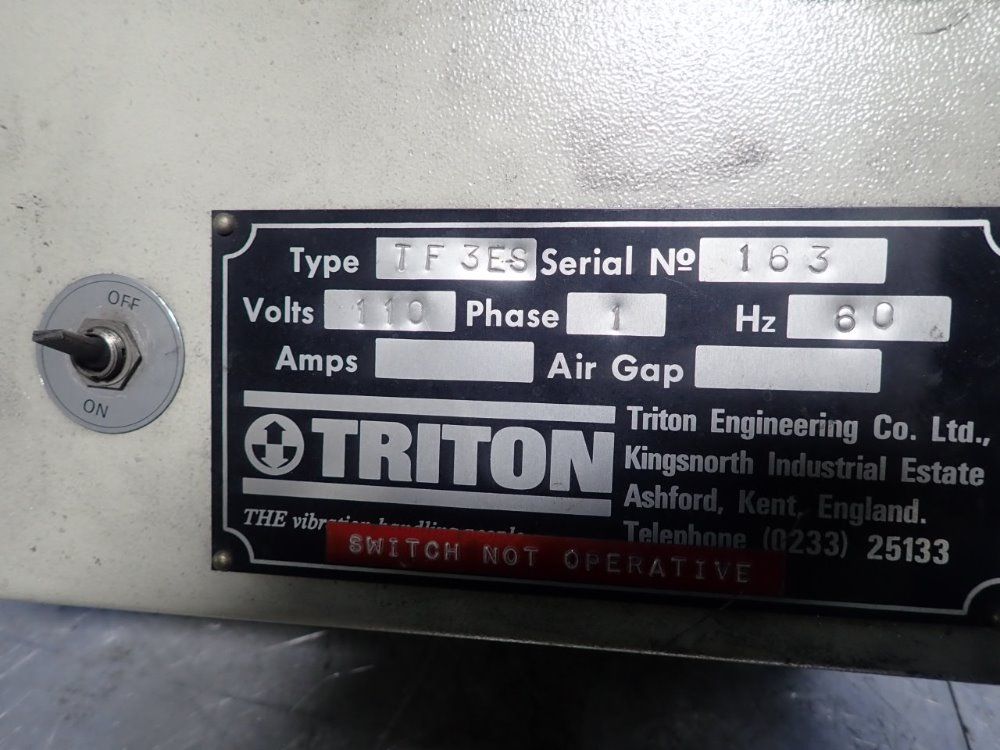 OFF
ON
Type TF3ES Serial Nº 163
Volts 110 Phase 1 Hz 60
Amps Air Gap
TRITON
THE
Triton Engineering Co. Ltd.,
Kingsnorth Industrial Estate
Ashford, Kent, England.
Telephone (0233) 25133
SWITCH NOT OPERATIVE